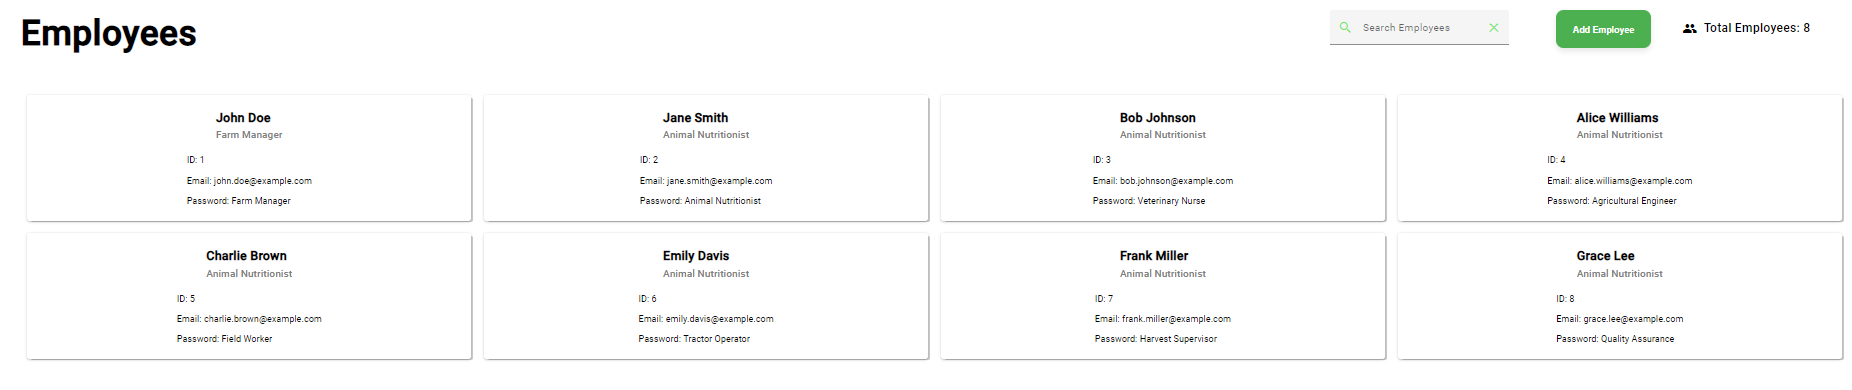 Employees
Search Employees
Add Employee
Total Employees: 8
John Doe
Farm Manager
ID: 1
Email: john.doe@example.com
Password: Farm Manager
Jane Smith
Animal Nutritionist
ID: 2
Email: jane.smith@example.com
Password: Animal Nutritionist
Bob Johnson
Animal Nutritionist
ID: 3
Email: bob.johnson@example.com
Password: Veterinary Nurse
Alice Williams
Animal Nutritionist
ID: 4
Email: alice.williams@example.com
Password: Agricultural Engineer
Charlie Brown
Animal Nutritionist
ID: 5
Email: charlie.brown@example.com
Password: Field Worker
Emily Davis
Animal Nutritionist
ID: 6
Email: emily.davis@example.com
Password: Tractor Operator
Frank Miller
Animal Nutritionist
ID: 7
Email: frank.miller@example.com
Password: Harvest Supervisor
Grace Lee
Animal Nutritionist
ID: 8
Email: grace.lee@example.com
Password: Quality Assurance